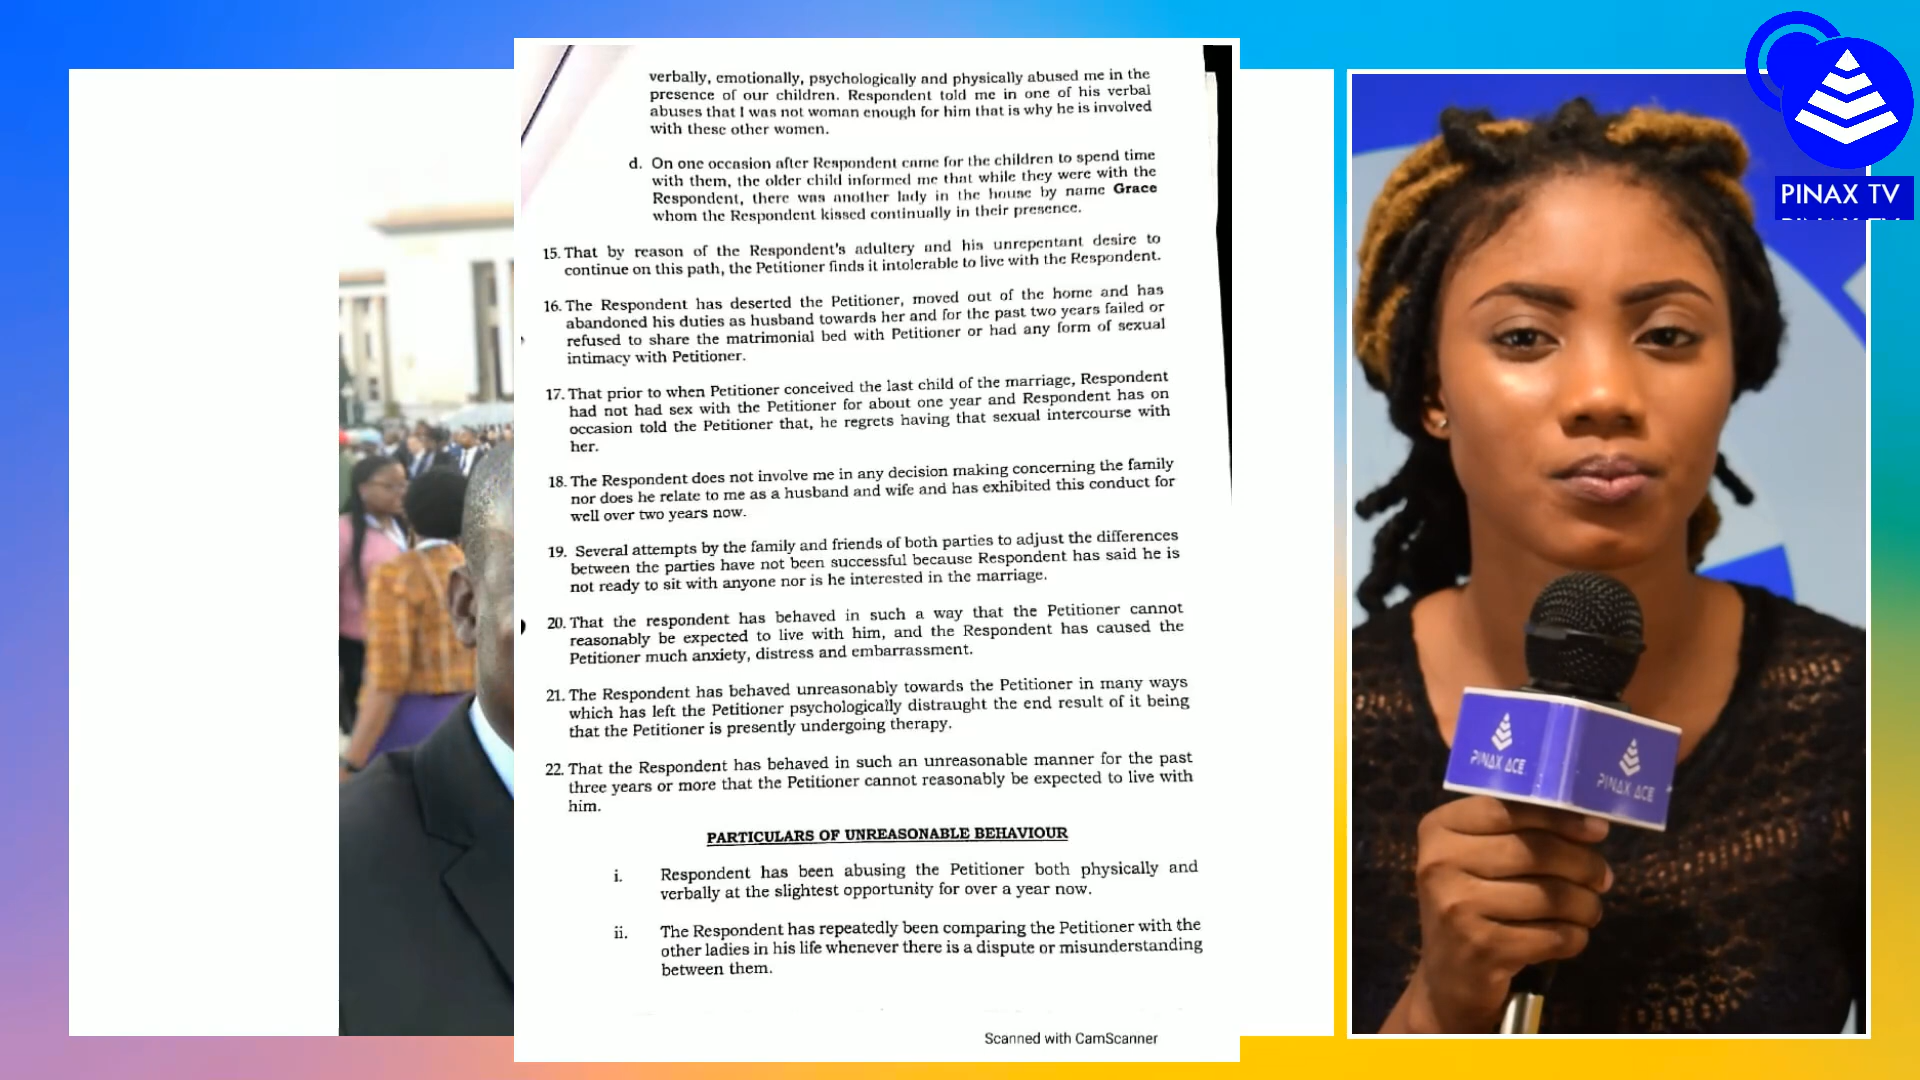 verbally, emotionally, psychologically and physically abused me in the
presence of our children. Respondent told me in one of his verbal
abuses that I was not woman enough for him that is why he is involved
with these other women.
d. On one occasion after Respondent came for the children to spend time
with them, the older child informed me that while they were with the
Respondent, there was another lady in the house by name Grace
whom the Respondent kissed continually in their presence.
15. That by reason of the Respondent's adultery and his unrepentant desire to
continue on this path, the Petitioner finds it intolerable to live with the Respondent.
16. The Respondent has deserted the Petitioner, moved out of the home and has
abandoned his duties as husband towards her and for the past two years failed or
refused to share the matrimonial bed with Petitioner or had any form of sexual
intimacy with Petitioner.
17. That prior to when Petitioner conceived the last child of the marriage, Respondent
had not had sex with the Petitioner for about one year and Respondent has on
occasion told the Petitioner that, he regrets having that sexual intercourse with
her.
18. The Respondent does not involve me in any decision making concerning the family
nor does he relate to me as a husband and wife and has exhibited this conduct for
well over two years now.
19. Several attempts by the family and friends of both parties to adjust the differences
between the parties have not been successful because Respondent has said he is
not ready to sit with anyone nor is he interested in the marriage.
20. That the respondent has behaved in such a way that the Petitioner cannot
reasonably be expected to live with him, and the Respondent has caused the
Petitioner much anxiety, distress and embarrassment.
21. The Respondent has behaved unreasonably towards the Petitioner in many ways
which has left the Petitioner psychologically distraught the end result of it being
that the Petitioner is presently undergoing therapy.
22. That the Respondent has behaved in such an unreasonable manner for the past
three years or more that the Petitioner cannot reasonably be expected to live with
him.
PARTICULARS OF UNREASONABLE BEHAVIOUR
i. Respondent has been abusing the Petitioner both physically and
verbally at the slightest opportunity for over a year now.
ii. The Respondent has repeatedly been comparing the Petitioner with the
other ladies in his life whenever there is a dispute or misunderstanding
between them.
Scanned with CamScanner
PINAX TV
PINAX ACE
PINAX ACE